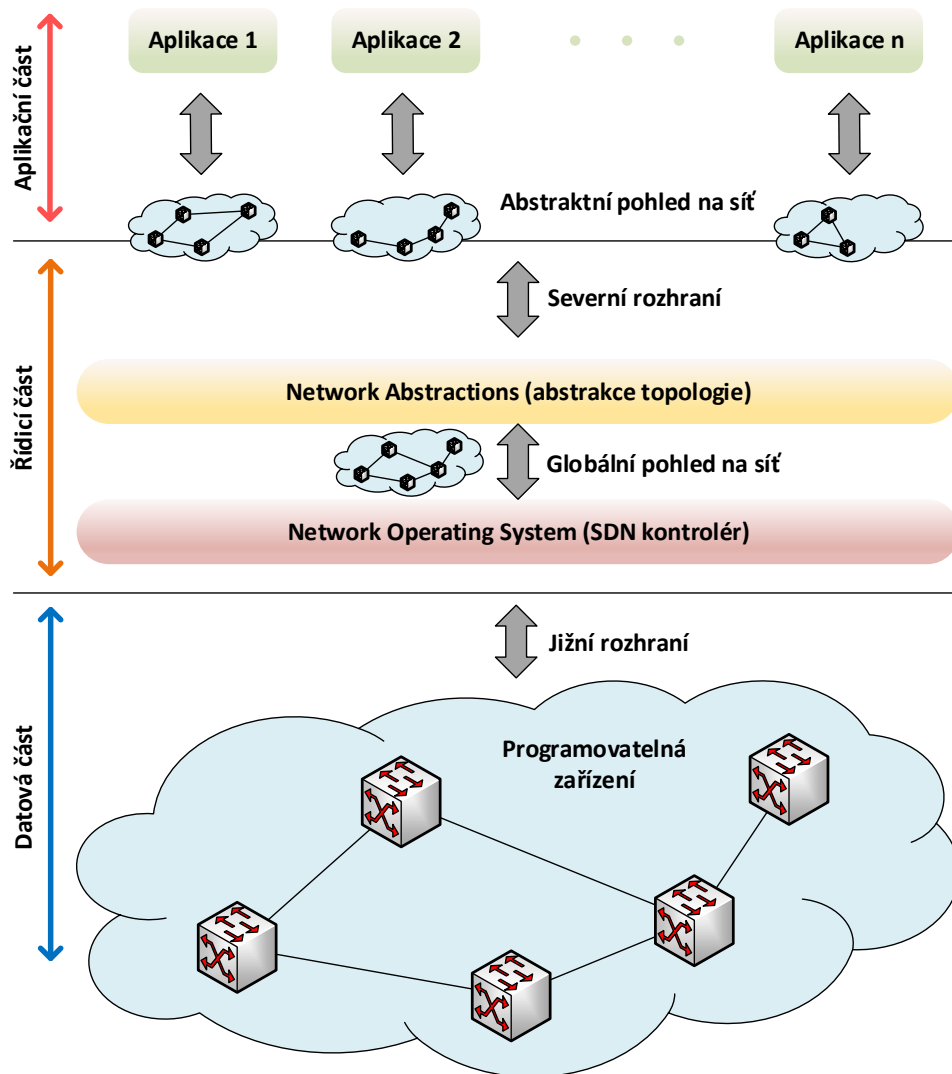 Aplikační část
Aplikace 1
Aplikace 2
Aplikace n
Abstraktní pohled na síť
Řídicí část
Severní rozhraní
Network Abstractions (abstrakce topologie)
Globální pohled na síť
Network Operating System (SDN kontrolér)
Datová část
Jižní rozhraní
Programovatelná
zařízení